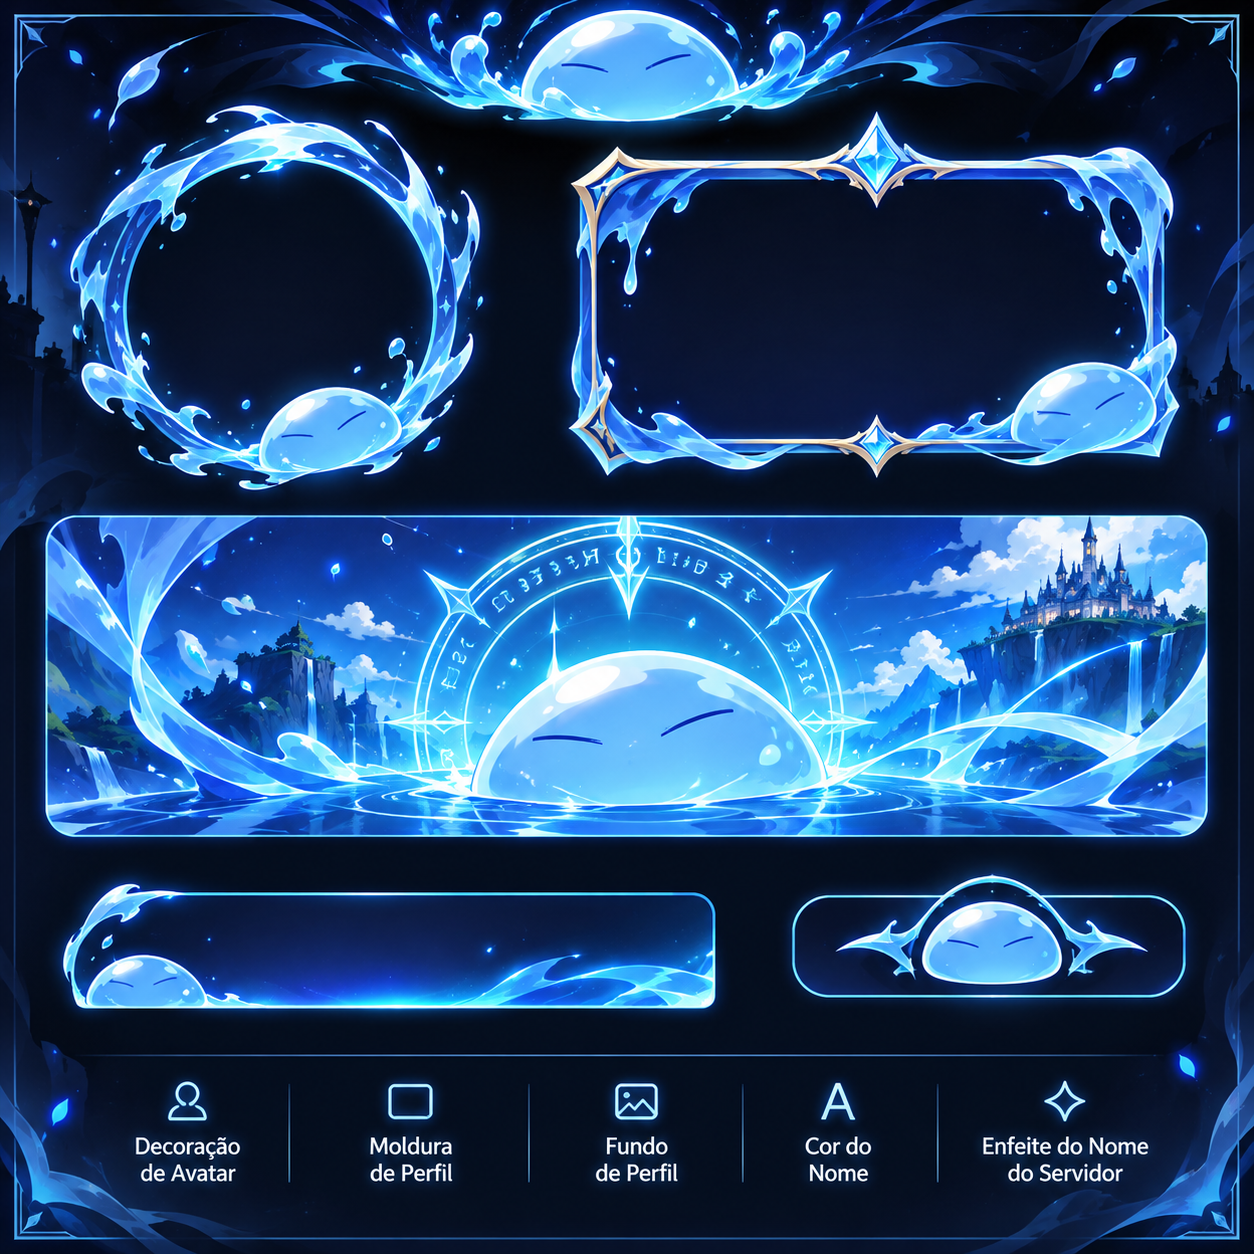 Decoração
de Avatar
Moldura
de Perfil
Fundo
de Perfil
A
Cor do
Nome
Enfeite do Nome
do Servidor